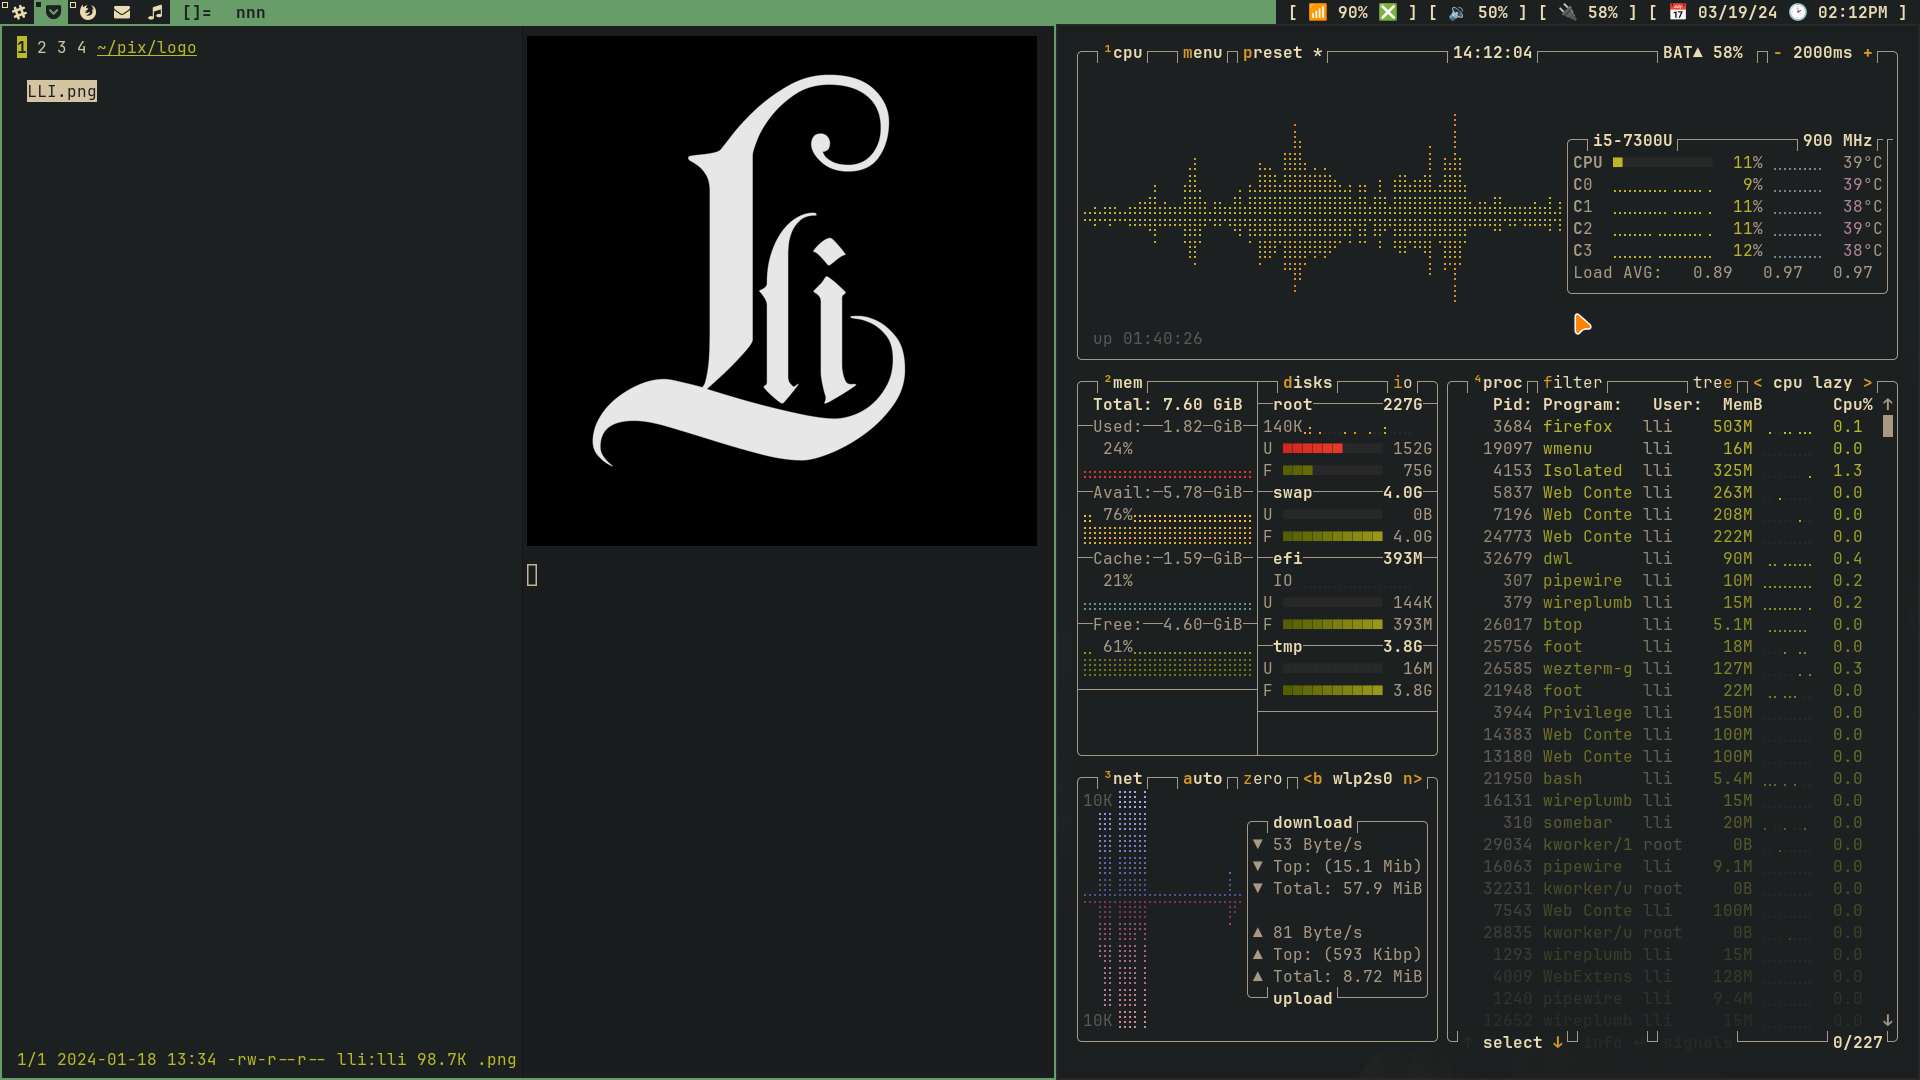 []= nnn [ 📶 90% ❎ ] [ 🔉 50% ] [ 🔌 58% ] [ 📅 03/19/24 🕑 02:12PM ]
1 2 3 4 ~/pix/logo
LLI.png
Lli
1/1 2024-01-18 13:34 -rw-r--r-- lli:lli 98.7K .png
¹cpu menu preset * 14:12:04 BAT▲ 58% - 2000ms +
i5-7300U 900 MHz
CPU 11% 39°C
C0 9% 39°C
C1 11% 38°C
C2 11% 39°C
C3 12% 38°C
Load AVG: 0.89 0.97 0.97
up 01:40:26
²mem
Total: 7.60 GiB
Used: 1.82 GiB
24%
Avail: 5.78 GiB
76%
Cache: 1.59 GiB
21%
Free: 4.60 GiB
61%
disks io
root 227G
140K
U 152G
F 75G
swap 4.0G
U 0B
F 4.0G
efi 393M
IO
U 144K
F 393M
tmp 3.8G
U 16M
F 3.8G
³net auto zero <b wlp2s0 n>
10K
download
▼ 53 Byte/s
▼ Top: (15.1 Mib)
▼ Total: 57.9 MiB
▲ 81 Byte/s
▲ Top: (593 Kibp)
▲ Total: 8.72 MiB
upload
10K
⁴proc filter tree < cpu lazy >
Pid: Program: User: MemB Cpu% ↑
3684 firefox lli 503M 0.1
19097 wmenu lli 16M 0.0
4153 Isolated lli 325M 1.3
5837 Web Conte lli 263M 0.0
7196 Web Conte lli 208M 0.0
24773 Web Conte lli 222M 0.0
32679 dwl lli 90M 0.4
307 pipewire lli 10M 0.2
379 wireplumb lli 15M 0.2
26017 btop lli 5.1M 0.0
25756 foot lli 18M 0.0
26585 wezterm-g lli 127M 0.3
21948 foot lli 22M 0.0
3944 Privilege lli 150M 0.0
14383 Web Conte lli 100M 0.0
13180 Web Conte lli 100M 0.0
21950 bash lli 5.4M 0.0
16131 wireplumb lli 15M 0.0
310 somebar lli 20M 0.0
29034 kworker/1 root 0B 0.0
16063 pipewire lli 9.1M 0.0
32231 kworker/u root 0B 0.0
7543 Web Conte lli 100M 0.0
28835 kworker/u root 0B 0.0
1293 wireplumb lli 15M 0.0
4009 WebExtens lli 128M 0.0
1240 pipewire lli 9.4M 0.0
12652 wireplumb lli 15M 0.0 ↓
↑ select ↓ info ↵ signals 0/227